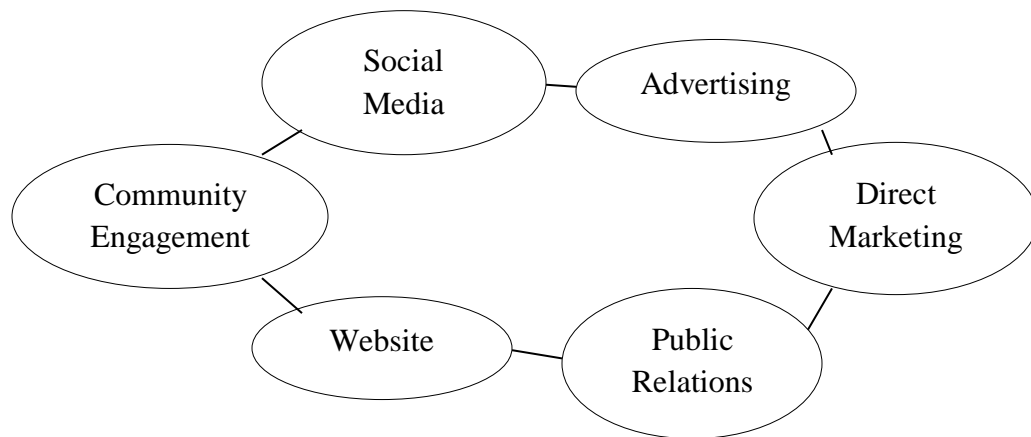 Social
Media
Advertising
Community
Engagement
Direct
Marketing
Website
Public
Relations